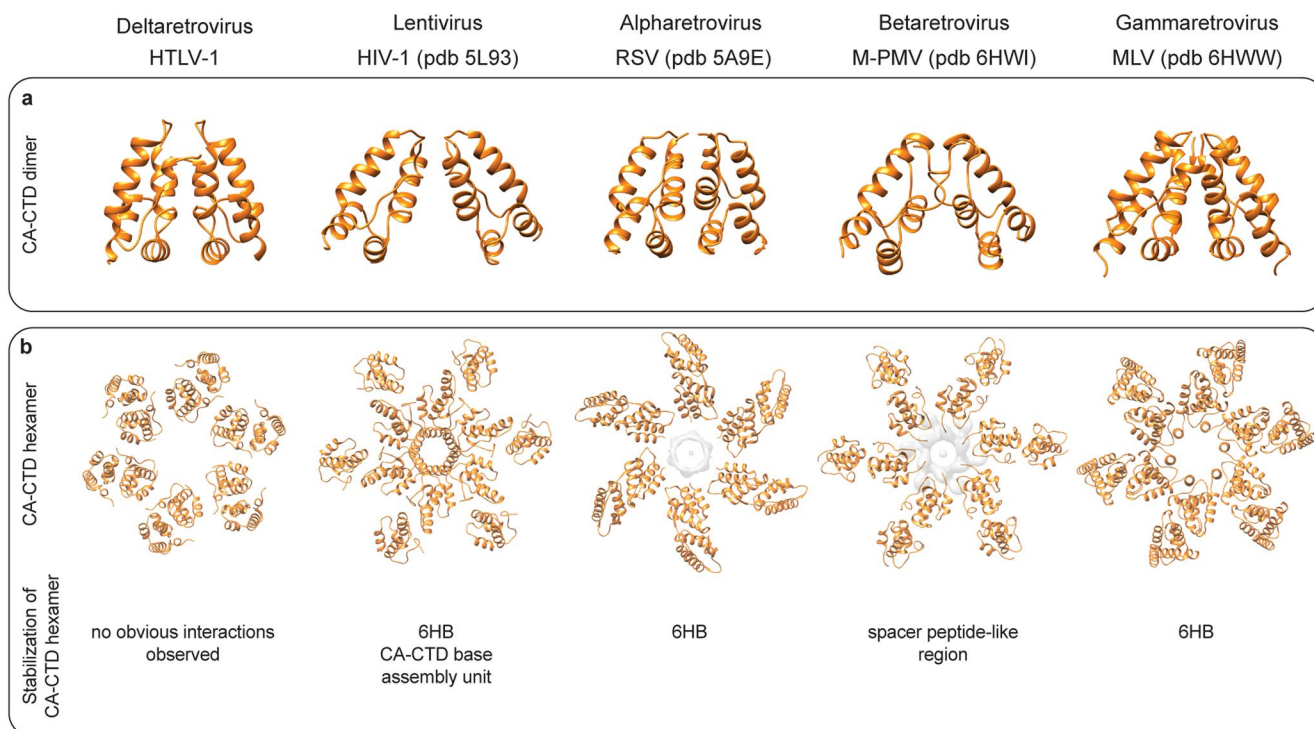 Deltaretrovirus
HTLV-1
Lentivirus
HIV-1 (pdb 5L93)
Alpharetrovirus
RSV (pdb 5A9E)
Betaretrovirus
M-PMV (pdb 6HWI)
Gammaretrovirus
MLV (pdb 6HWW)
a
CA-CTD dimer
b
CA-CTD hexamer
Stabilization of
CA-CTD hexamer
no obvious interactions
observed
6HB
CA-CTD base
assembly unit
6HB
spacer peptide-like
region
6HB